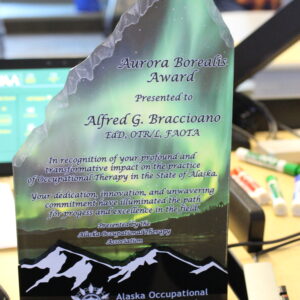 Aurora Borealis
Award
Presented to
Alfred G. Braccioano
EdD, OTR/L, FAOTA
In recognition of your profound and
transformative impact on the practice
of Occupational Therapy in the State of Alaska.
Your dedication, innovation, and unwavering
commitment have illuminated the path
for progess and excellence in the field.
Presented by the
Alaska Occupational Therapy
Association
Alaska Occupational